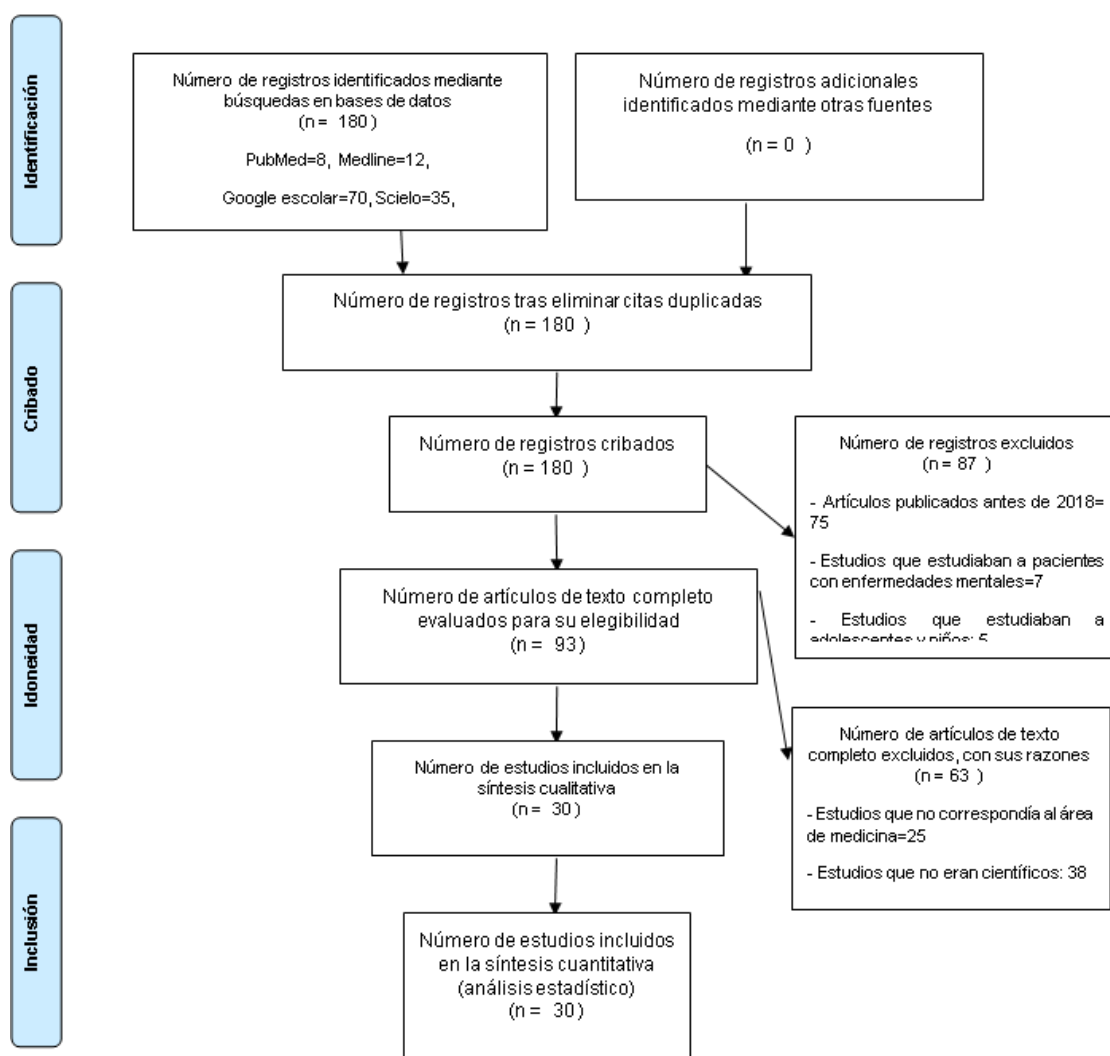 Identificación
Número de registros identificados mediante
búsquedas en bases de datos
(n = 180 )
PubMed=8, Medline=12,
Google escolar=70, Scielo=35,
Número de registros adicionales
identificados mediante otras fuentes
(n = 0 )
Cribado
Número de registros tras eliminar citas duplicadas
(n = 180 )
Número de registros cribados
(n = 180 )
Número de registros excluidos
(n = 87 )
- Artículos publicados antes de 2018=
75
- Estudios que estudiaban a pacientes
con enfermedades mentales=7
- Estudios que estudiaban a
adolescentes y niños: 5
Idoneidad
Número de artículos de texto completo
evaluados para su elegibilidad
(n = 93)
Número de artículos de texto
completo excluidos, con sus razones
(n = 63 )
- Estudios que no correspondía al área
de medicina=25
- Estudios que no eran científicos: 38
Número de estudios incluidos en la
síntesis cualitativa
(n = 30)
Inclusión
Número de estudios incluidos
en la síntesis cuantitativa
(análisis estadístico)
(n = 30)